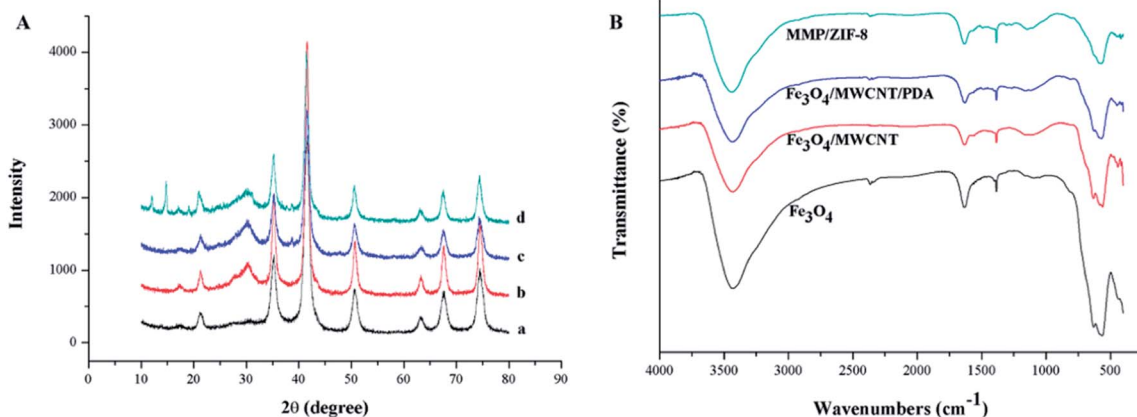 A
4000
3000
2000
1000
0
Intensity
d
c
b
a
0 10 20 30 40 50 60 70 80 90
2θ (degree)
B
MMP/ZIF-8
Fe₃O₄/MWCNT/PDA
Fe₃O₄/MWCNT
Fe₃O₄
Transmittance (%)
4000 3500 3000 2500 2000 1500 1000 500
Wavenumbers (cm⁻¹)